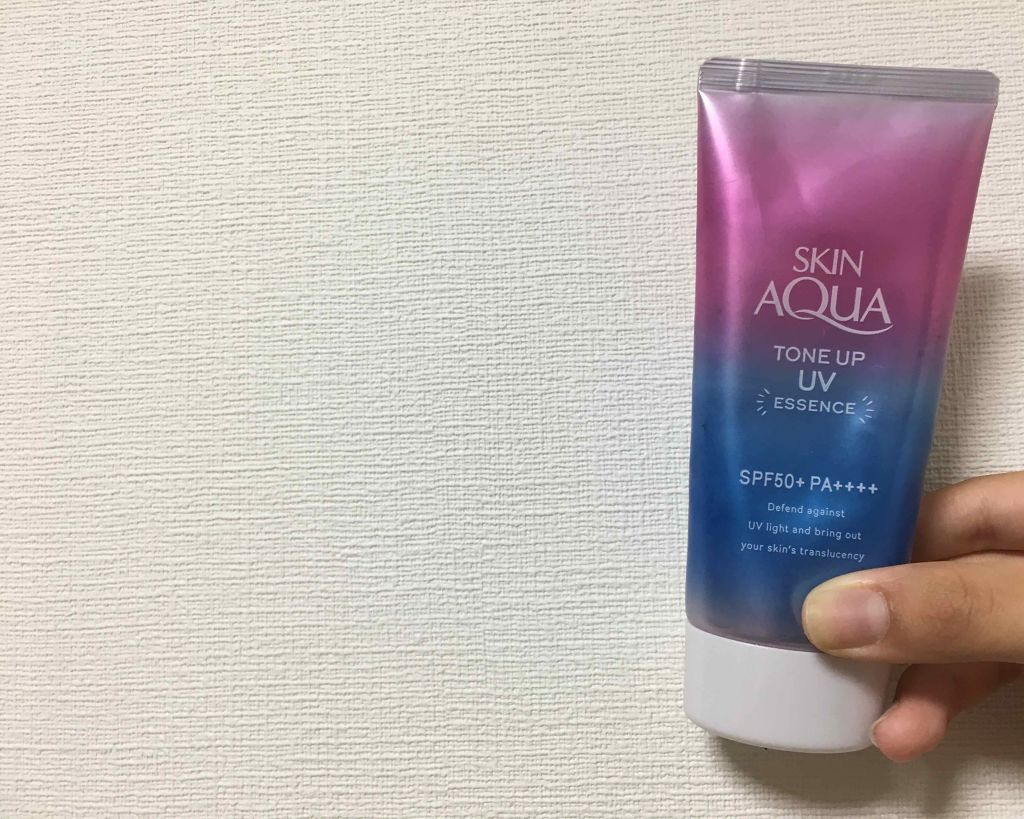 SKIN
AQUA
TONE UP
UV
ESSENCE
SPF50+ PA++++
Defend against
UV light and bring out
your skin's translucency